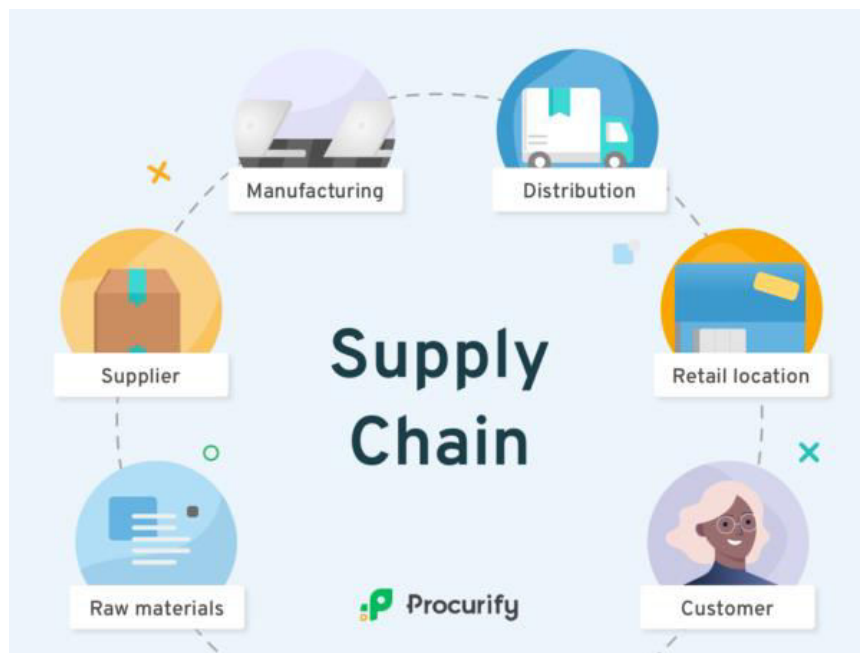 Manufacturing
Distribution
Supplier
Supply
Chain
Retail location
Raw materials
Procurify
Customer